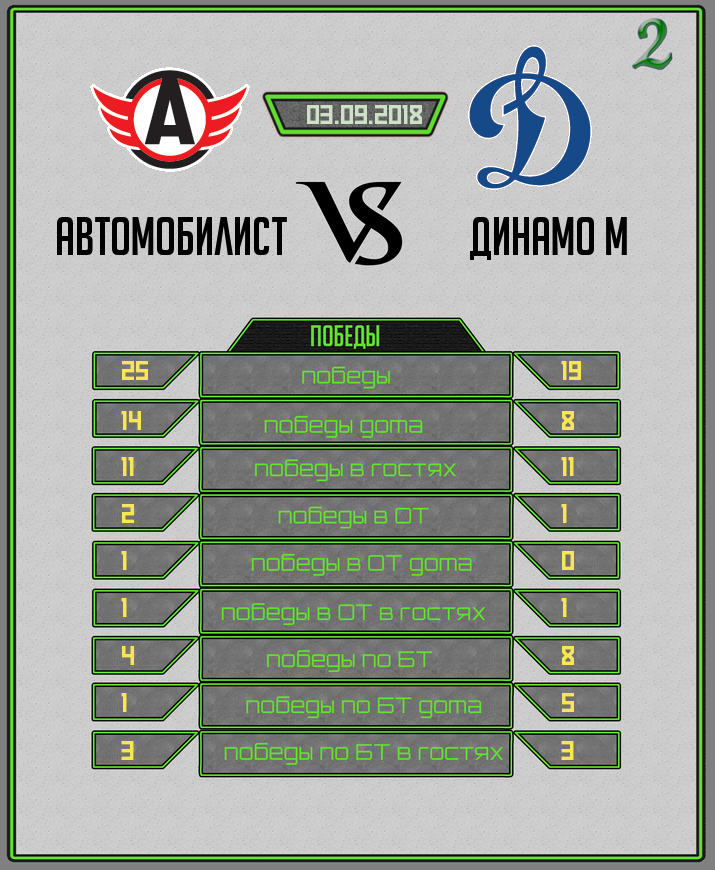 2
А
03.09.2018
Д
VS
АВТОМОБИЛИСТ
ДИНАМО М
ПОБЕДЫ
25 победы 19
14 победы дома 8
11 победы в гостях 11
2 победы в ОТ 1
1 победы в ОТ дома 0
1 победы в ОТ в гостях 1
4 победы по БТ 8
1 победы по БТ дома 5
3 победы по БТ в гостях 3